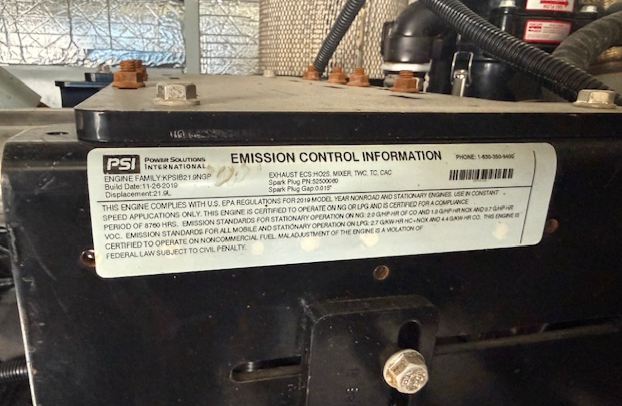 PSI POWER SOLUTIONS INTERNATIONAL
EMISSION CONTROL INFORMATION
PHONE: 1-630-350-9400
ENGINE FAMILY:KPSIB21.9NGP
Build Date:11-26-2019
Displacement:21.9L
EXHAUST ECS:HO2S, MIXER, TWC, TC, CAC
Spark Plug PN:52500080
Spark Plug Gap:0.015"
THIS ENGINE COMPLIES WITH U.S. EPA REGULATIONS FOR 2019 MODEL YEAR NONROAD AND STATIONARY ENGINES. USE IN CONSTANT
SPEED APPLICATIONS ONLY. THIS ENGINE IS CERTIFIED TO OPERATE ON NG OR LPG AND IS CERTIFIED FOR A COMPLIANCE
PERIOD OF 8760 HRS. EMISSION STANDARDS FOR STATIONARY OPERATION ON NG: 2.0 G/HP-HR OF CO AND 1.0 G/HP-HR NOX AND 0.7 G/HP-HR
VOC. EMISSION STANDARDS FOR ALL MOBILE AND STATIONARY OPERATION ON LPG: 2.7 G/KW HR HC+NOX AND 4.4 G/KW-HR CO. THIS ENGINE IS
CERTIFIED TO OPERATE ON NONCOMMERCIAL FUEL. MALADJUSTMENT OF THE ENGINE IS A VIOLATION OF
FEDERAL LAW SUBJECT TO CIVIL PENALTY.